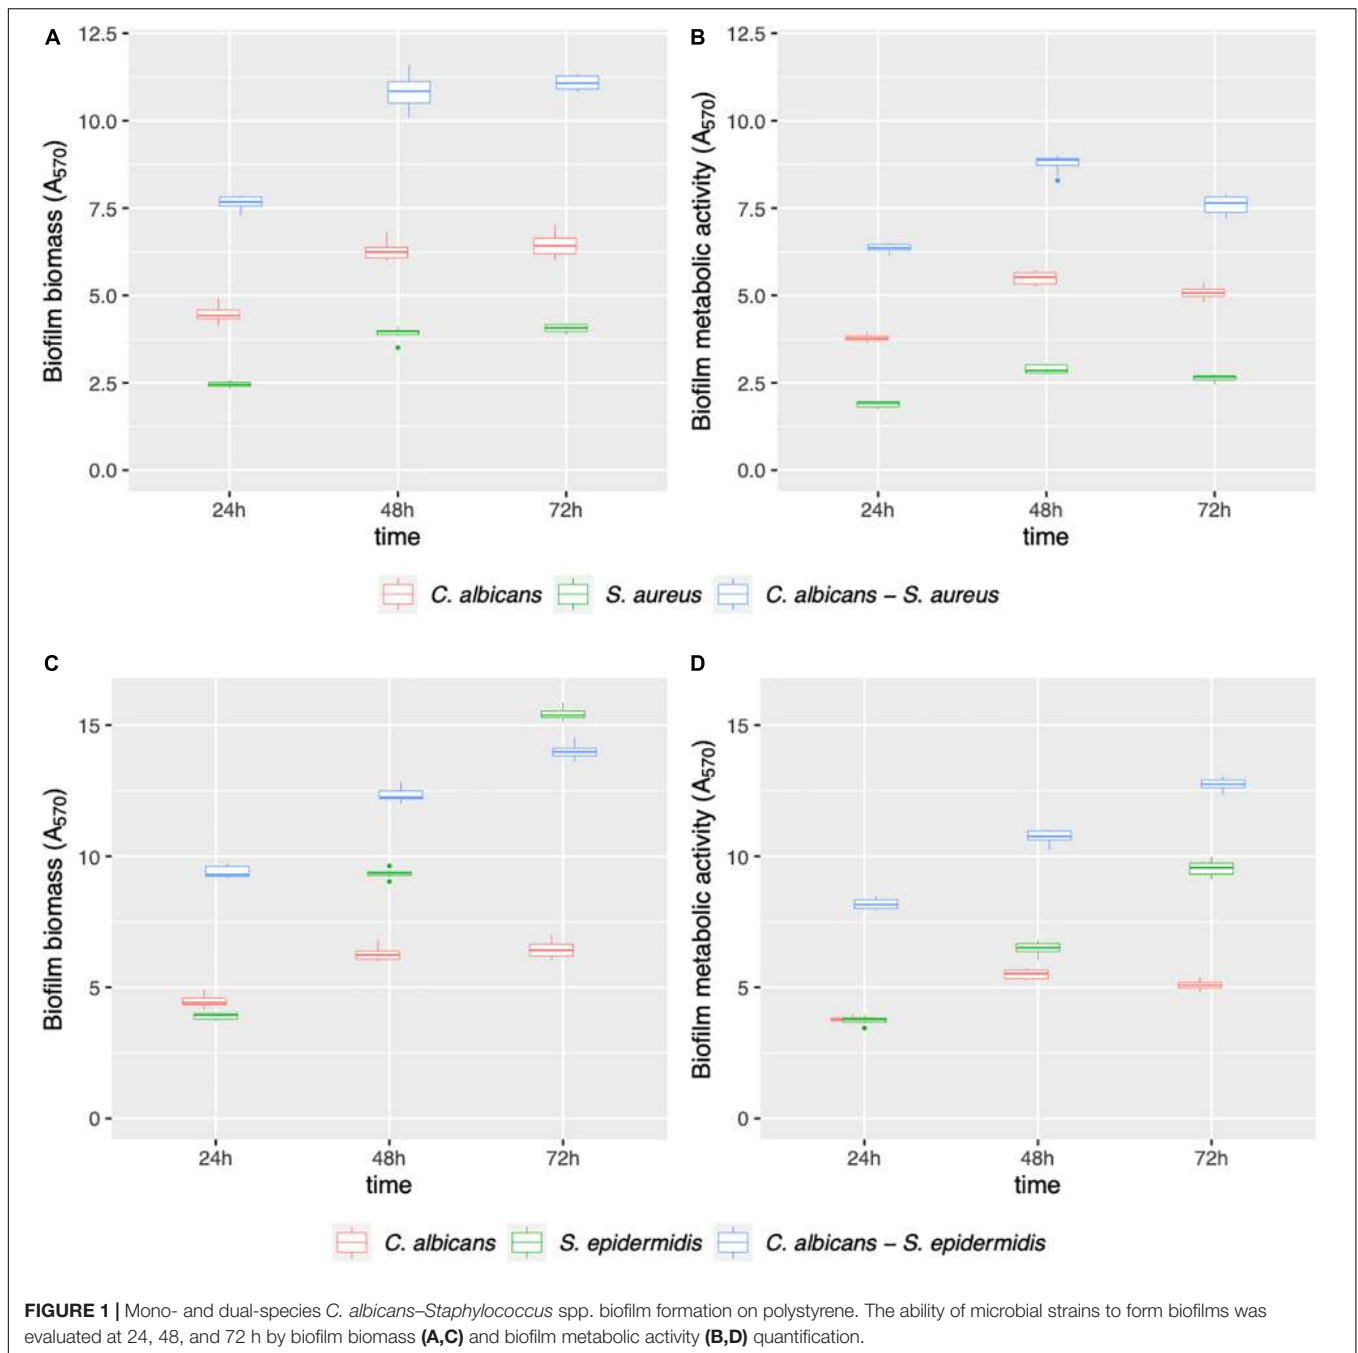 A
12.5
10.0
7.5
5.0
2.5
0.0
Biofilm biomass (A570)
24h 48h 72h
time
B
12.5
10.0
7.5
5.0
2.5
0.0
Biofilm metabolic activity (A570)
24h 48h 72h
time
C. albicans S. aureus C. albicans – S. aureus
C
15
10
5
0
Biofilm biomass (A570)
24h 48h 72h
time
D
15
10
5
0
Biofilm metabolic activity (A570)
24h 48h 72h
time
C. albicans S. epidermidis C. albicans – S. epidermidis
FIGURE 1 | Mono- and dual-species C. albicans–Staphylococcus spp. biofilm formation on polystyrene. The ability of microbial strains to form biofilms was
evaluated at 24, 48, and 72 h by biofilm biomass (A,C) and biofilm metabolic activity (B,D) quantification.